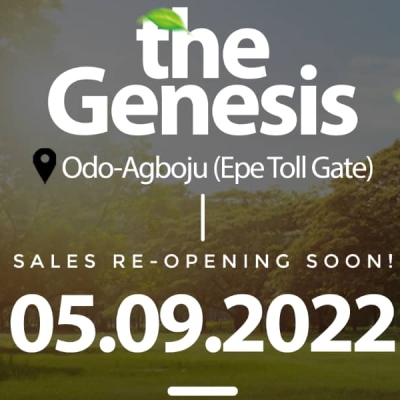 the
Genesis
Odo-Agboju (Epe Toll Gate)
SALES RE-OPENING SOON!
05.09.2022